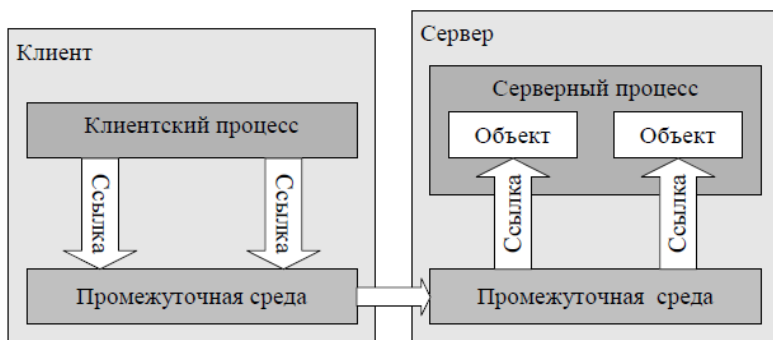 Клиент
Клиентский процесс
Ссылка
Ссылка
Промежуточная среда
Сервер
Серверный процесс
Объект
Объект
Ссылка
Ссылка
Промежуточная среда